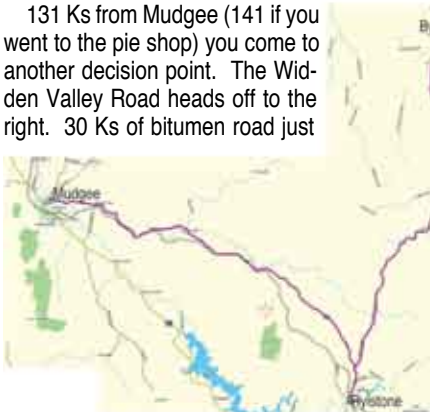 131 Ks from Mudgee (141 if you
went to the pie shop) you come to
another decision point. The Wid-
den Valley Road heads off to the
right. 30 Ks of bitumen road just
Mudgee
Rylstone